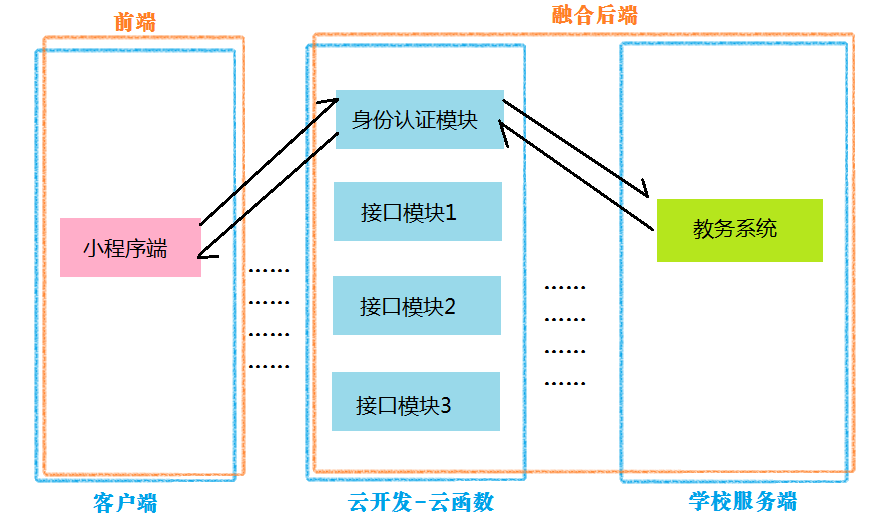 前端
融合后端
身份认证模块
接口模块1
小程序端
教务系统
……
……
……
……
接口模块2
……
……
……
……
接口模块3
客户端
云开发-云函数
学校服务端